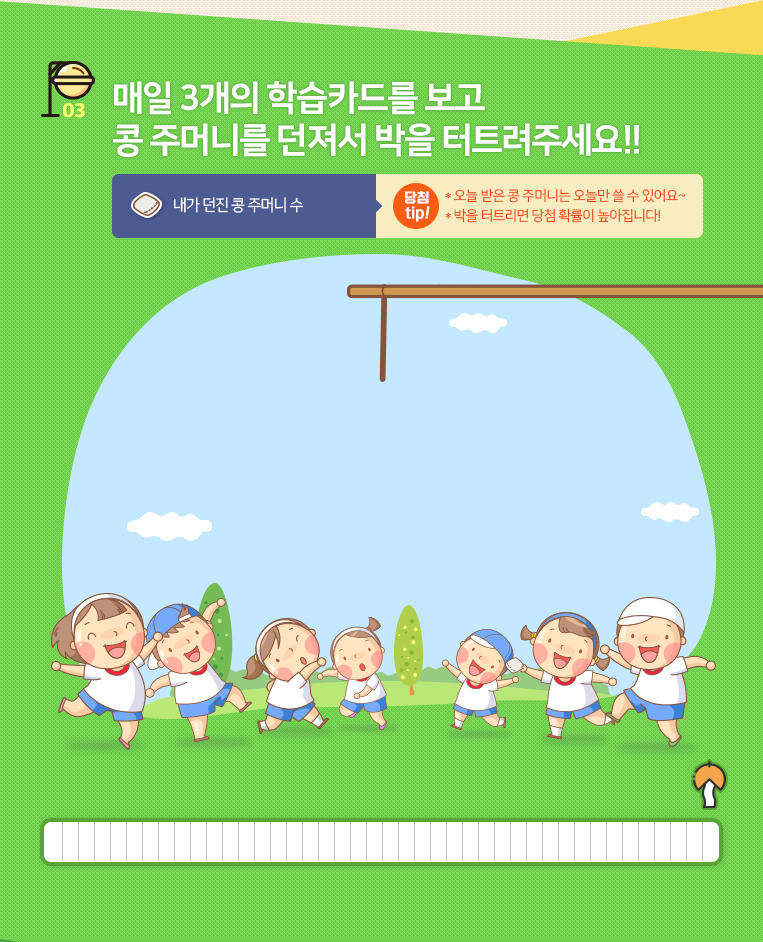 03
매일 3개의 학습카드를 보고
콩 주머니를 던져서 박을 터트려주세요!!
내가 던진 콩 주머니 수
당첨
tip!
* 오늘 받은 콩 주머니는 오늘만 쓸 수 있어요~
* 박을 터트리면 당첨 확률이 높아집니다!